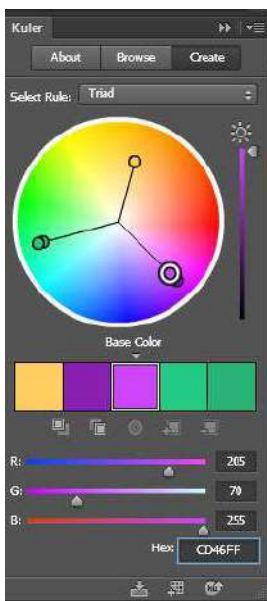 Kuler
About Browse Create
Select Rule: Triad
Base Color
R: 205
G: 70
B: 255
Hex: CD46FF